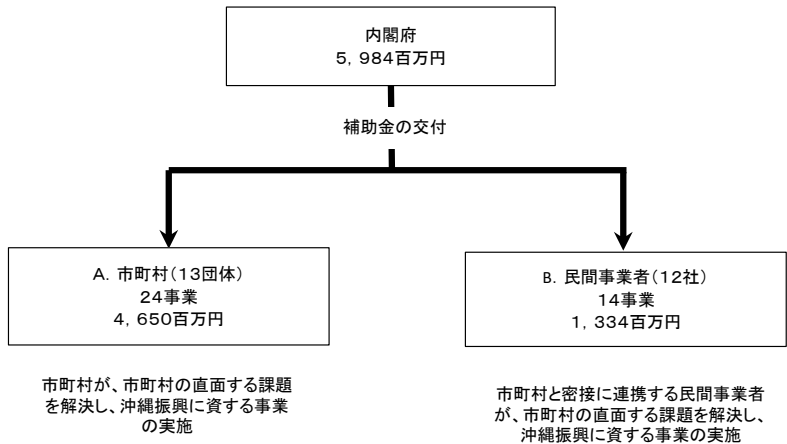 内閣府
５，９８４百万円
補助金の交付
Ａ．市町村（１３団体）
２４事業
４，６５０百万円
Ｂ．民間事業者（１２社）
１４事業
１，３３４百万円
市町村が、市町村の直面する課題
を解決し、沖縄振興に資する事業
の実施
市町村と密接に連携する民間事業者
が、市町村の直面する課題を解決し、
沖縄振興に資する事業の実施